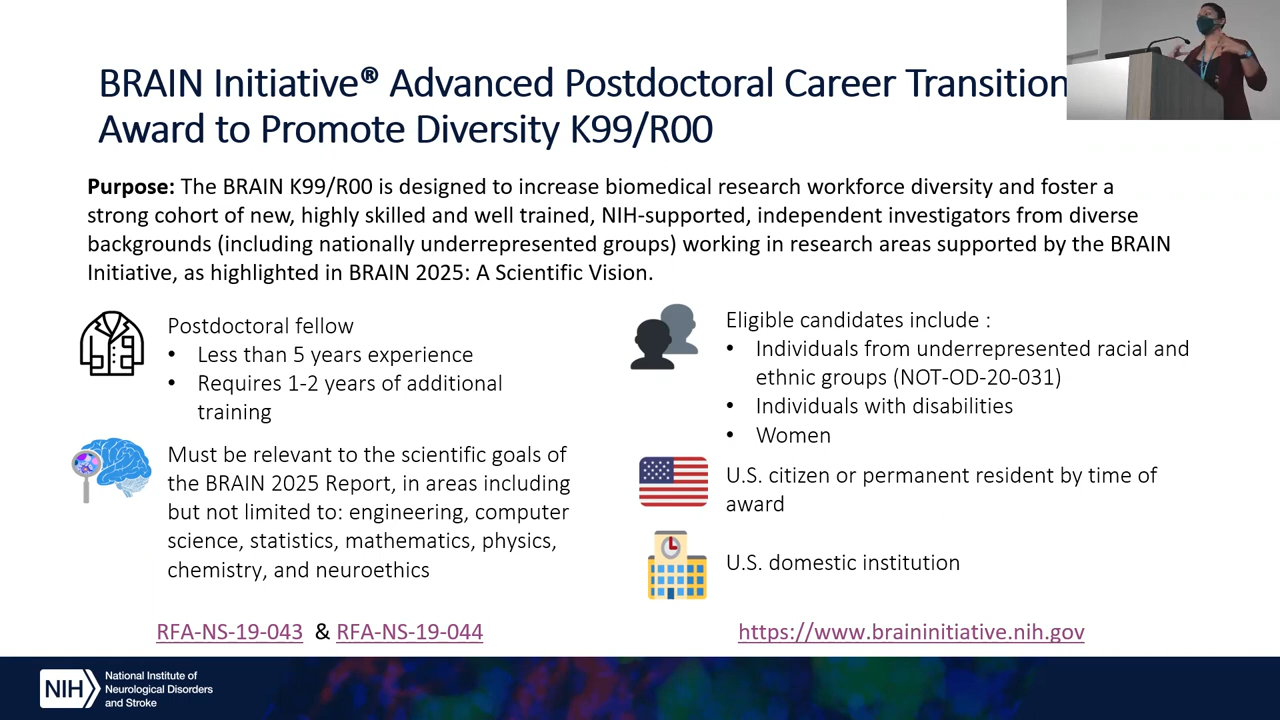 BRAIN Initiative® Advanced Postdoctoral Career Transition
Award to Promote Diversity K99/R00
Purpose: The BRAIN K99/R00 is designed to increase biomedical research workforce diversity and foster a
strong cohort of new, highly skilled and well trained, NIH-supported, independent investigators from diverse
backgrounds (including nationally underrepresented groups) working in research areas supported by the BRAIN
Initiative, as highlighted in BRAIN 2025: A Scientific Vision.
Postdoctoral fellow
• Less than 5 years experience
• Requires 1-2 years of additional
training
Must be relevant to the scientific goals of
the BRAIN 2025 Report, in areas including
but not limited to: engineering, computer
science, statistics, mathematics, physics,
chemistry, and neuroethics
RFA-NS-19-043 & RFA-NS-19-044
Eligible candidates include :
• Individuals from underrepresented racial and
ethnic groups (NOT-OD-20-031)
• Individuals with disabilities
• Women
U.S. citizen or permanent resident by time of
award
U.S. domestic institution
https://www.braininitiative.nih.gov
NIH
National Institute of
Neurological Disorders
and Stroke